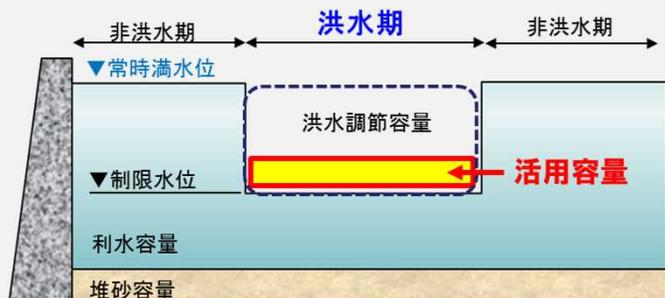 非洪水期
洪水期
非洪水期
▼常時満水位
洪水調節容量
▼制限水位
活用容量
利水容量
堆砂容量